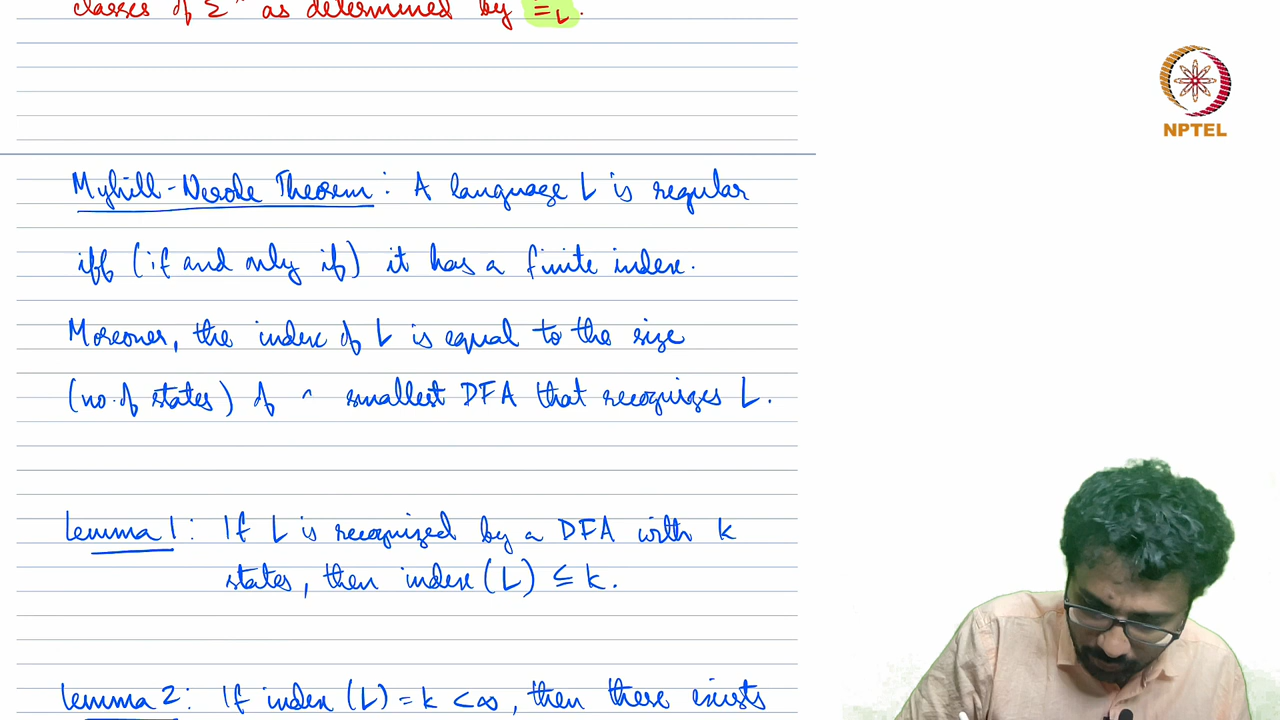 classes of Σ* as determined by ≡L.
NPTEL
Myhill-Nerode Theorem: A language L is regular
iff (if and only if) it has a finite index.
Moreover, the index of L is equal to the size
(no. of states) of ^ smallest DFA that recognizes L.
Lemma 1: If L is recognized by a DFA with k
states, then index (L) ≤ k.
Lemma 2: If index (L) = k < ∞, then there exists